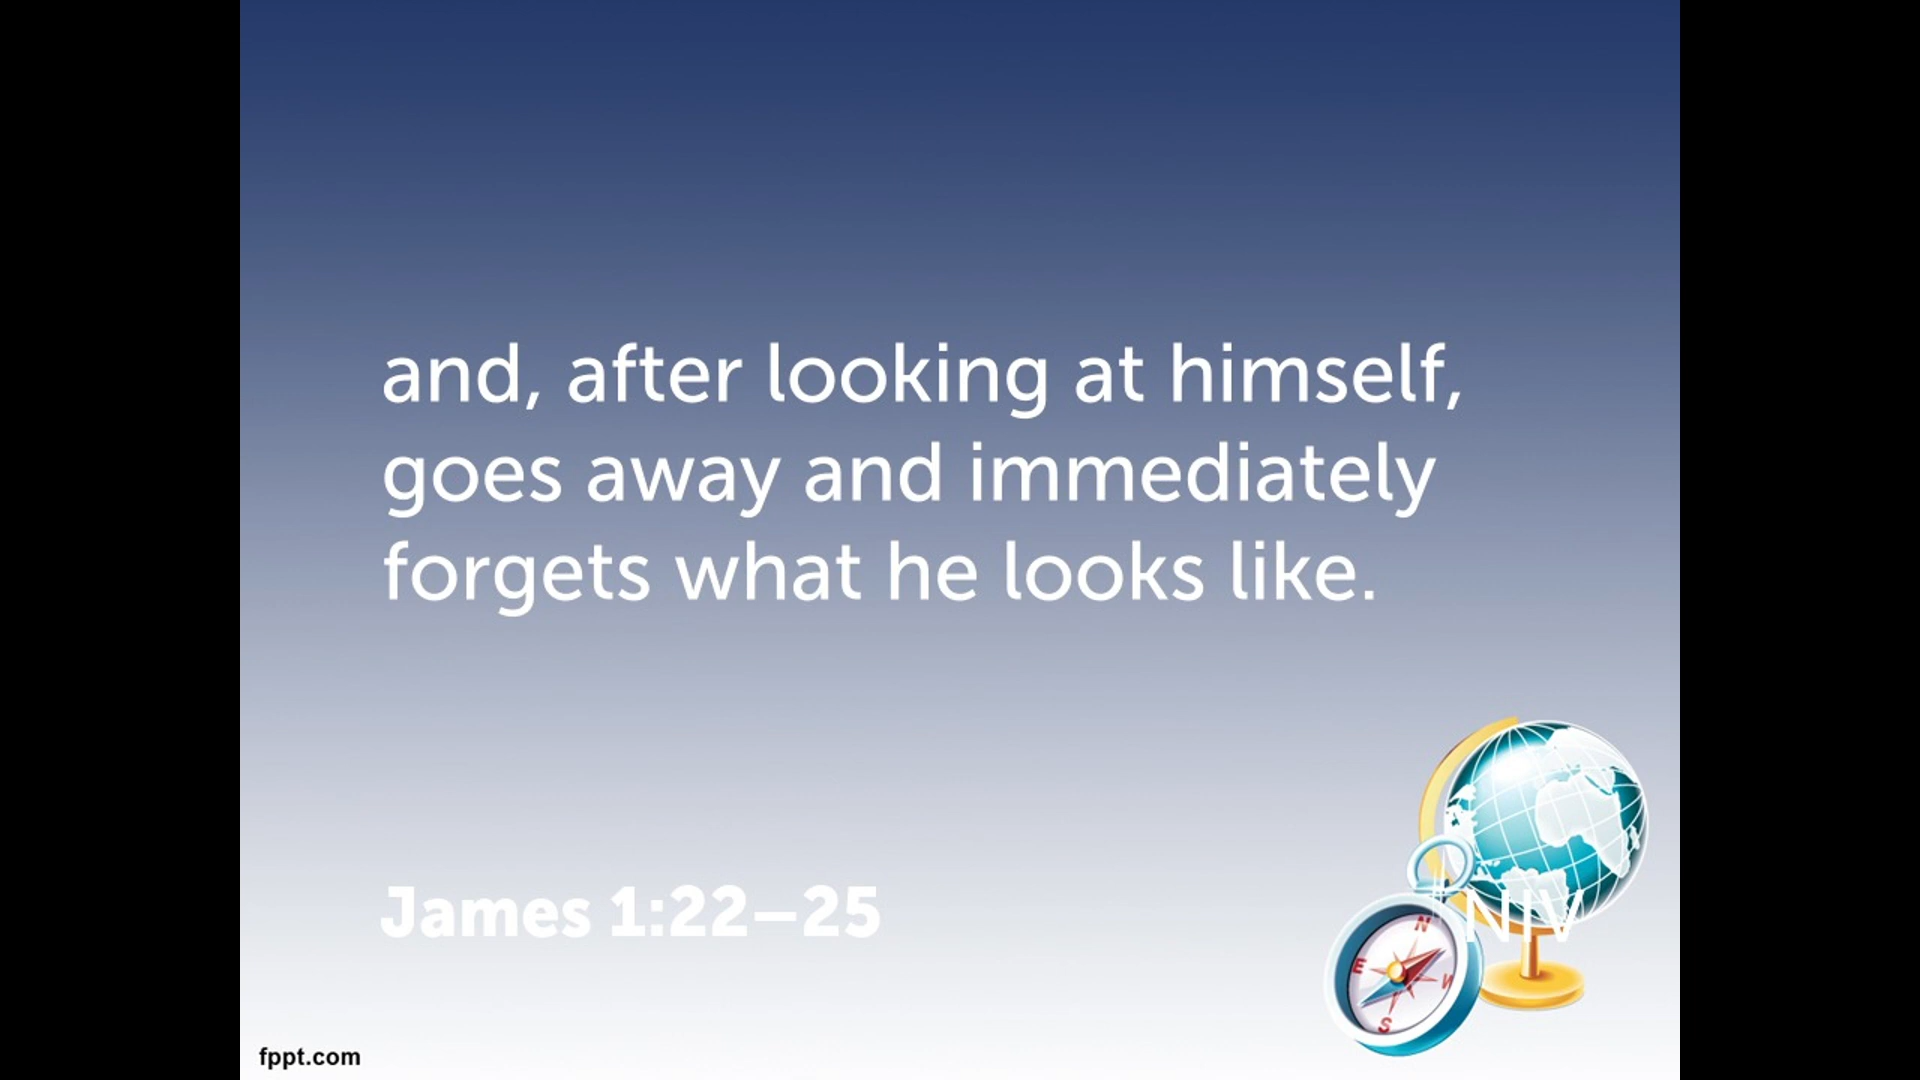 and, after looking at himself,
goes away and immediately
forgets what he looks like.
James 1:22–25
NIV
N
E
W
S
fppt.com